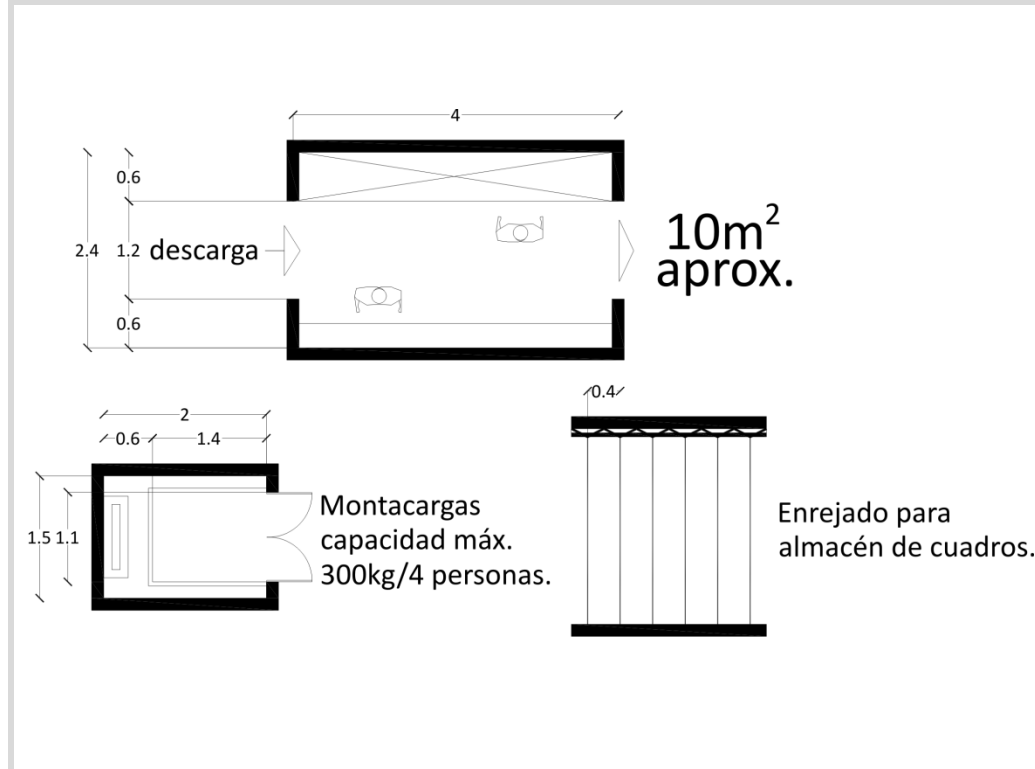 4
0.6
2.4
1.2
descarga
0.6
10m²
aprox.
2
0.6
1.4
1.5
1.1
Montacargas
capacidad máx.
300kg/4 personas.
0.4
Enrejado para
almacén de cuadros.